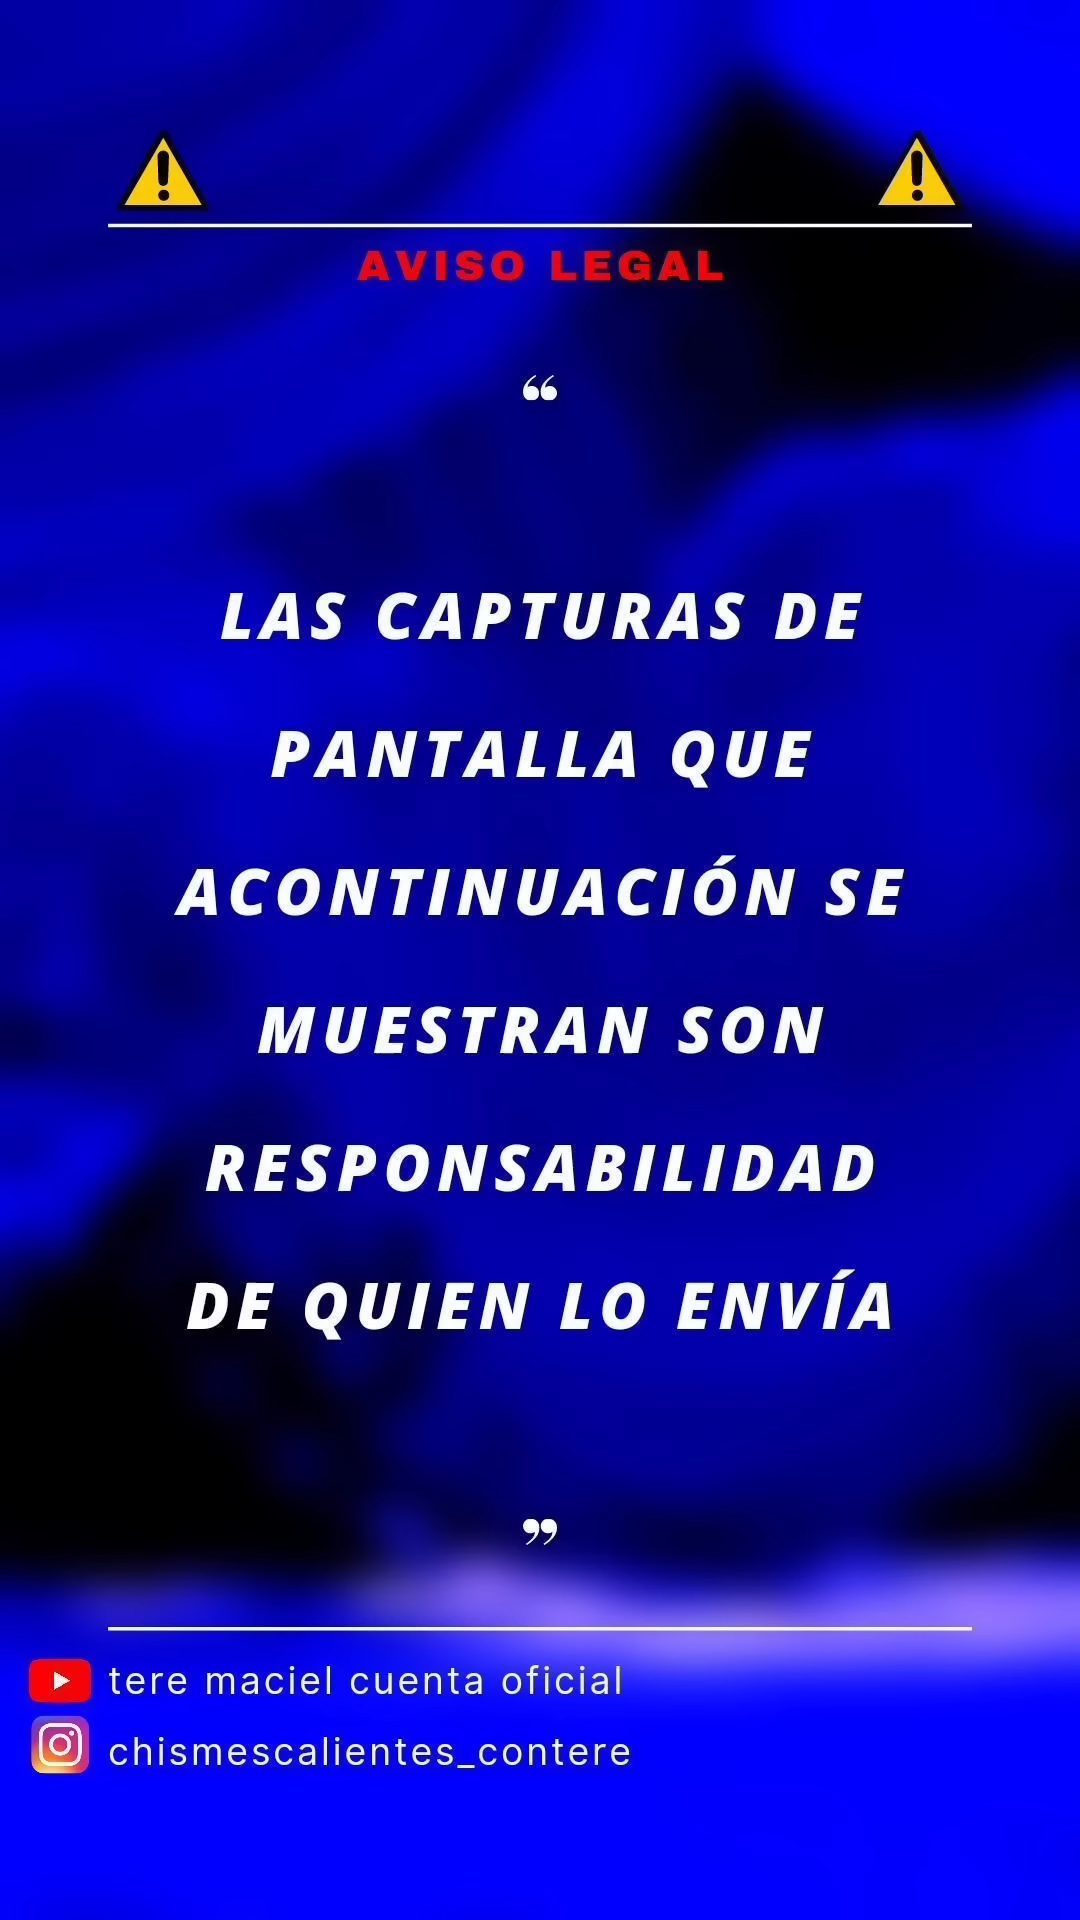 AVISO LEGAL
“
LAS CAPTURAS DE
PANTALLA QUE
ACONTINUACIÓN SE
MUESTRAN SON
RESPONSABILIDAD
DE QUIEN LO ENVÍA
”
tere maciel cuenta oficial
chismescalientes_contere